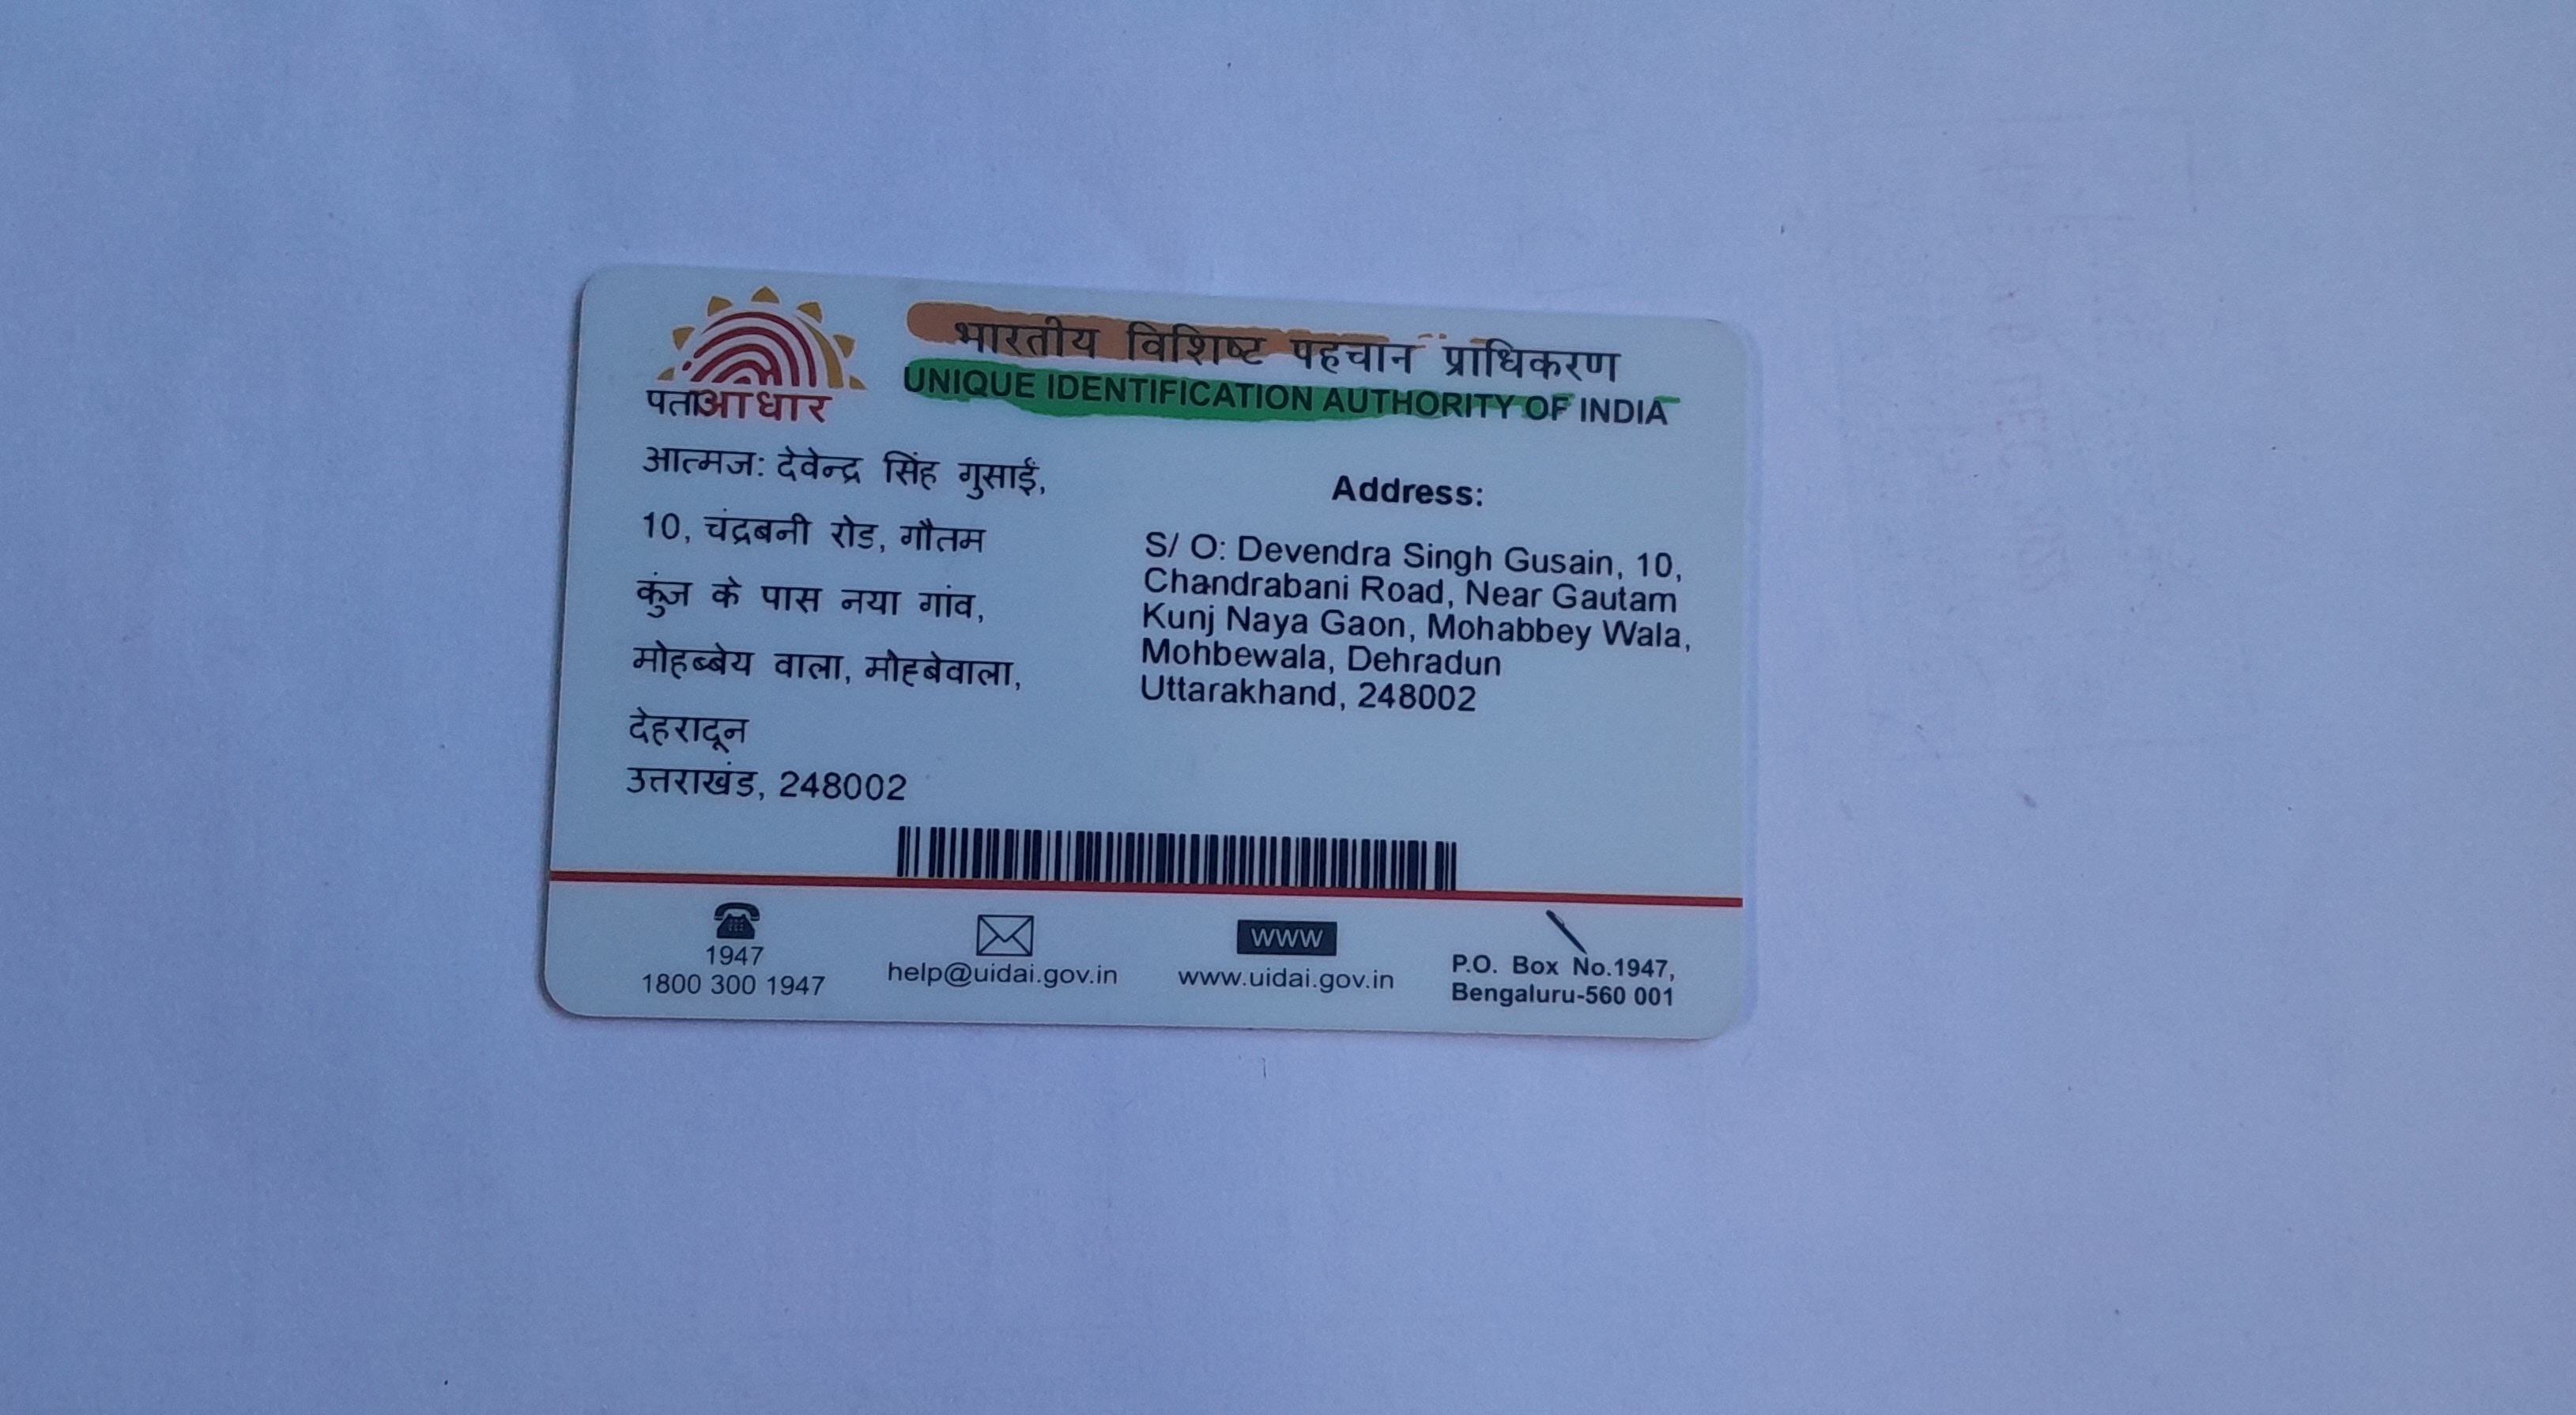 भारतीय विशिष्ट पहचान प्राधिकरण
UNIQUE IDENTIFICATION AUTHORITY OF INDIA
आधार
पता
आत्मज: देवेन्द्र सिंह गुसाईं,
10, चंद्रबनी रोड, गौतम
कुंज के पास नया गांव,
मोहब्बेय वाला, मोह्बेवाला,
देहरादून
उत्तराखंड, 248002
Address:
S/ O: Devendra Singh Gusain, 10,
Chandrabani Road, Near Gautam
Kunj Naya Gaon, Mohabbey Wala,
Mohbewala, Dehradun
Uttarakhand, 248002
1947
1800 300 1947
help@uidai.gov.in
WWW
www.uidai.gov.in
P.O. Box No.1947,
Bengaluru-560 001